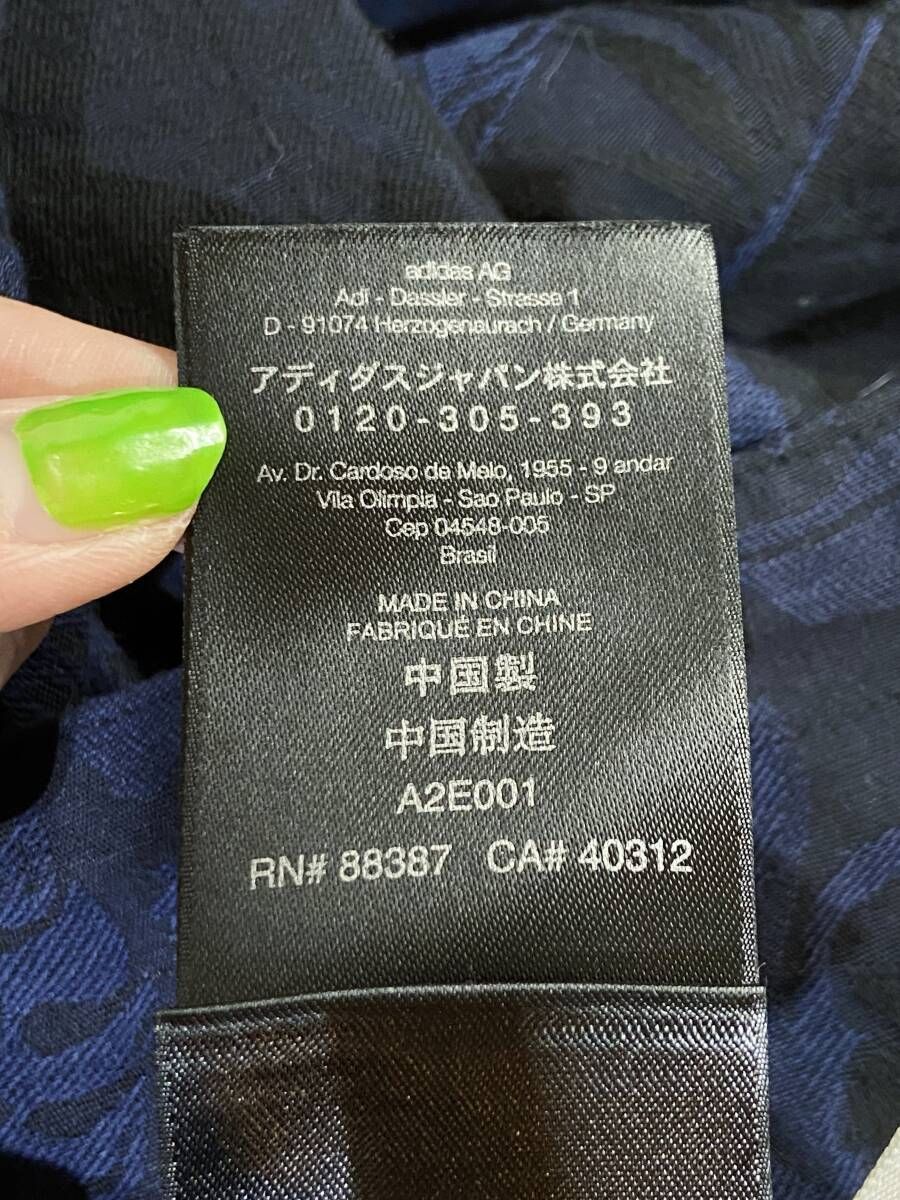 adidas AG
Adi - Dassler - Strasse 1
D - 91074 Herzogenaurach / Germany
アディダスジャパン株式会社
0120-305-393
Av. Dr. Cardoso de Melo, 1955 - 9 andar
Vila Olimpia - Sao Paulo - SP
Cep 04548-005
Brasil
MADE IN CHINA
FABRIQUE EN CHINE
中国製
中国制造
A2E001
RN# 88387 CA# 40312